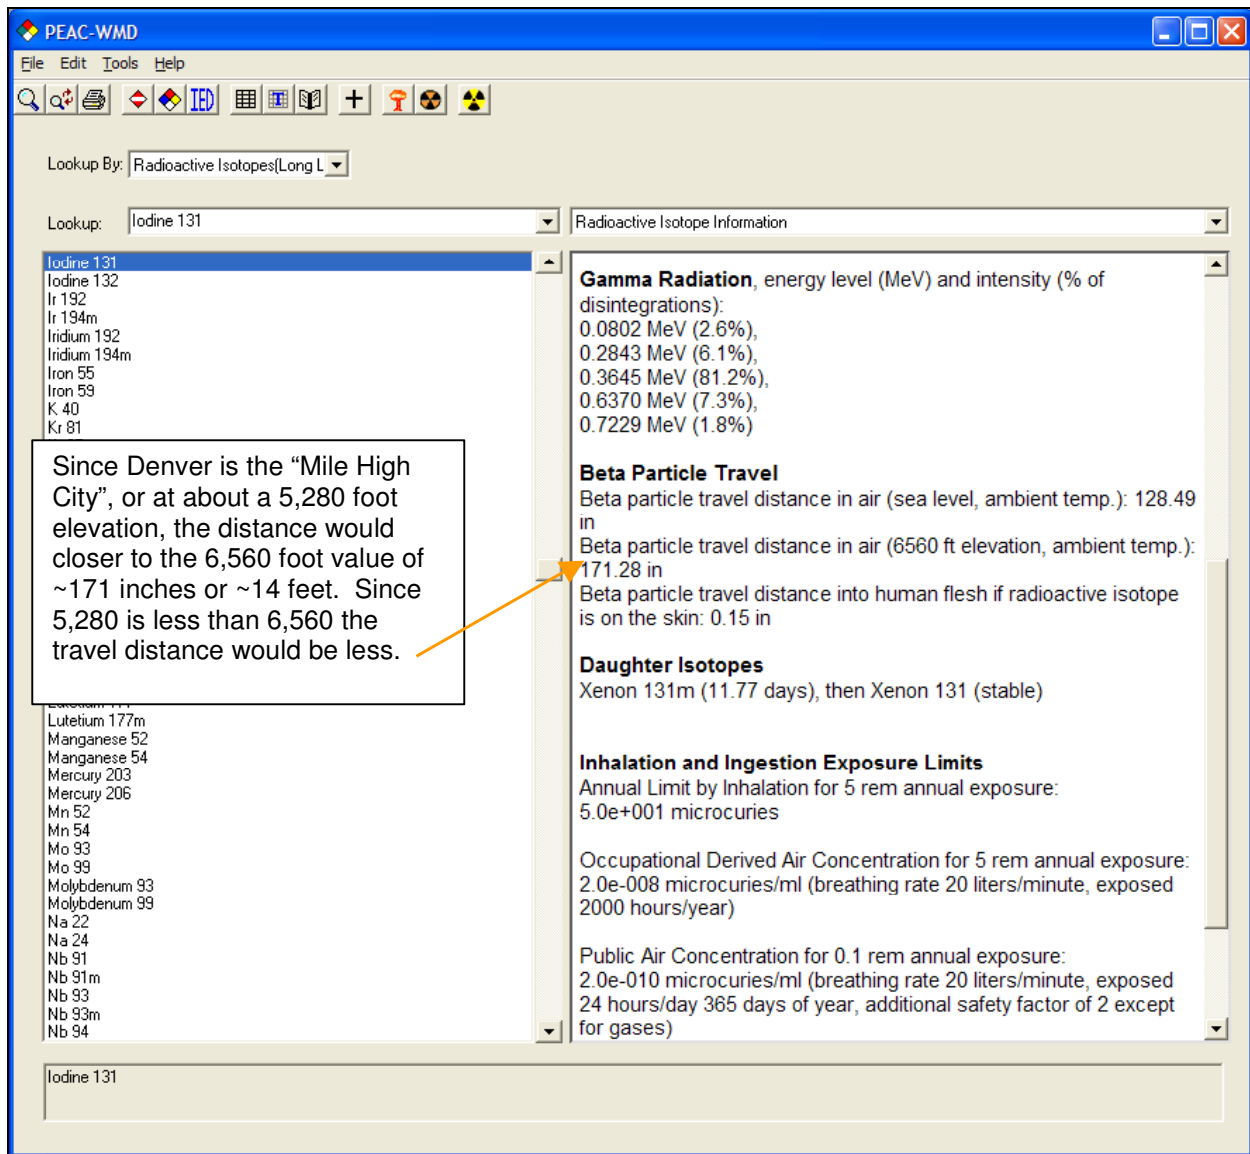 PEAC-WMD
File Edit Tools Help
IED
Lookup By: Radioactive Isotopes(Long L
Lookup: Iodine 131
Radioactive Isotope Information
Iodine 131
Iodine 132
Ir 192
Ir 194m
Iridium 192
Iridium 194m
Iron 55
Iron 59
K 40
Kr 81
Since Denver is the “Mile High
City”, or at about a 5,280 foot
elevation, the distance would
closer to the 6,560 foot value of
~171 inches or ~14 feet.  Since
5,280 is less than 6,560 the
travel distance would be less.
Lutetium 177m
Manganese 52
Manganese 54
Mercury 203
Mercury 206
Mn 52
Mn 54
Mo 93
Mo 99
Molybdenum 93
Molybdenum 99
Na 22
Na 24
Nb 91
Nb 91m
Nb 93
Nb 93m
Nb 94
Gamma Radiation, energy level (MeV) and intensity (% of
disintegrations):
0.0802 MeV (2.6%),
0.2843 MeV (6.1%),
0.3645 MeV (81.2%),
0.6370 MeV (7.3%),
0.7229 MeV (1.8%)
Beta Particle Travel
Beta particle travel distance in air (sea level, ambient temp.): 128.49
in
Beta particle travel distance in air (6560 ft elevation, ambient temp.):
171.28 in
Beta particle travel distance into human flesh if radioactive isotope
is on the skin: 0.15 in
Daughter Isotopes
Xenon 131m (11.77 days), then Xenon 131 (stable)
Inhalation and Ingestion Exposure Limits
Annual Limit by Inhalation for 5 rem annual exposure:
5.0e+001 microcuries
Occupational Derived Air Concentration for 5 rem annual exposure:
2.0e-008 microcuries/ml (breathing rate 20 liters/minute, exposed
2000 hours/year)
Public Air Concentration for 0.1 rem annual exposure:
2.0e-010 microcuries/ml (breathing rate 20 liters/minute, exposed
24 hours/day 365 days of year, additional safety factor of 2 except
for gases)
Iodine 131